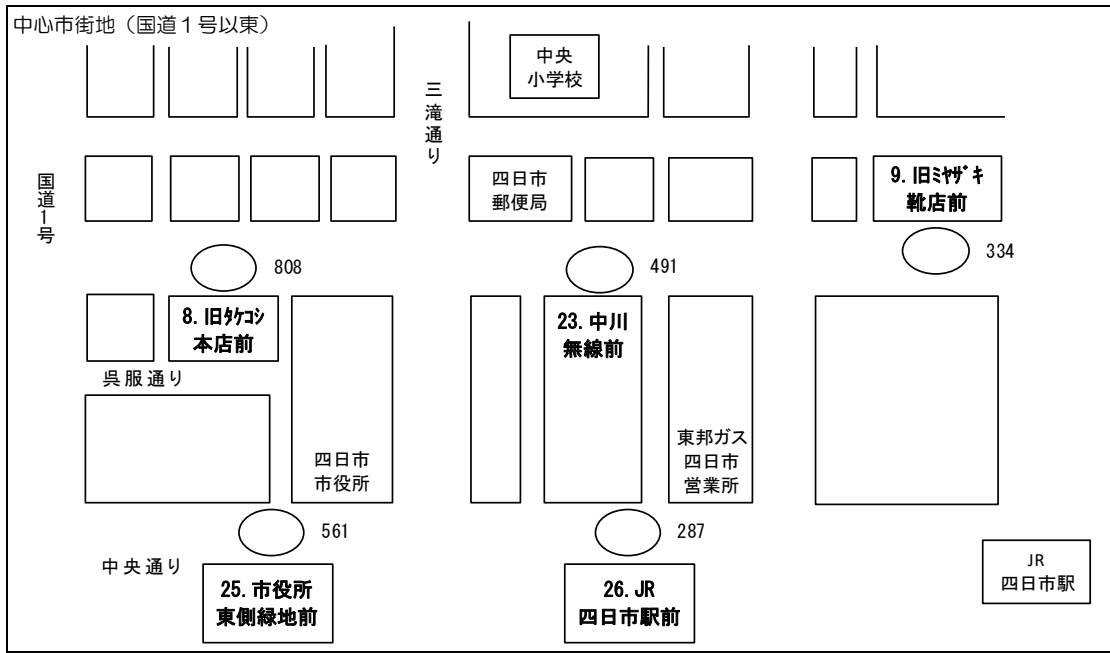 中心市街地（国道１号以東）
中央
小学校
三滝通り
国道1号
四日市
郵便局
9. 旧ﾐﾔｻﾞｷ
靴店前
808
491
334
8. 旧ﾀｹｺｼ
本店前
23. 中川
無線前
呉服通り
四日市
市役所
東邦ガス
四日市
営業所
561
287
中央通り
25. 市役所
東側緑地前
26. JR
四日市駅前
JR
四日市駅